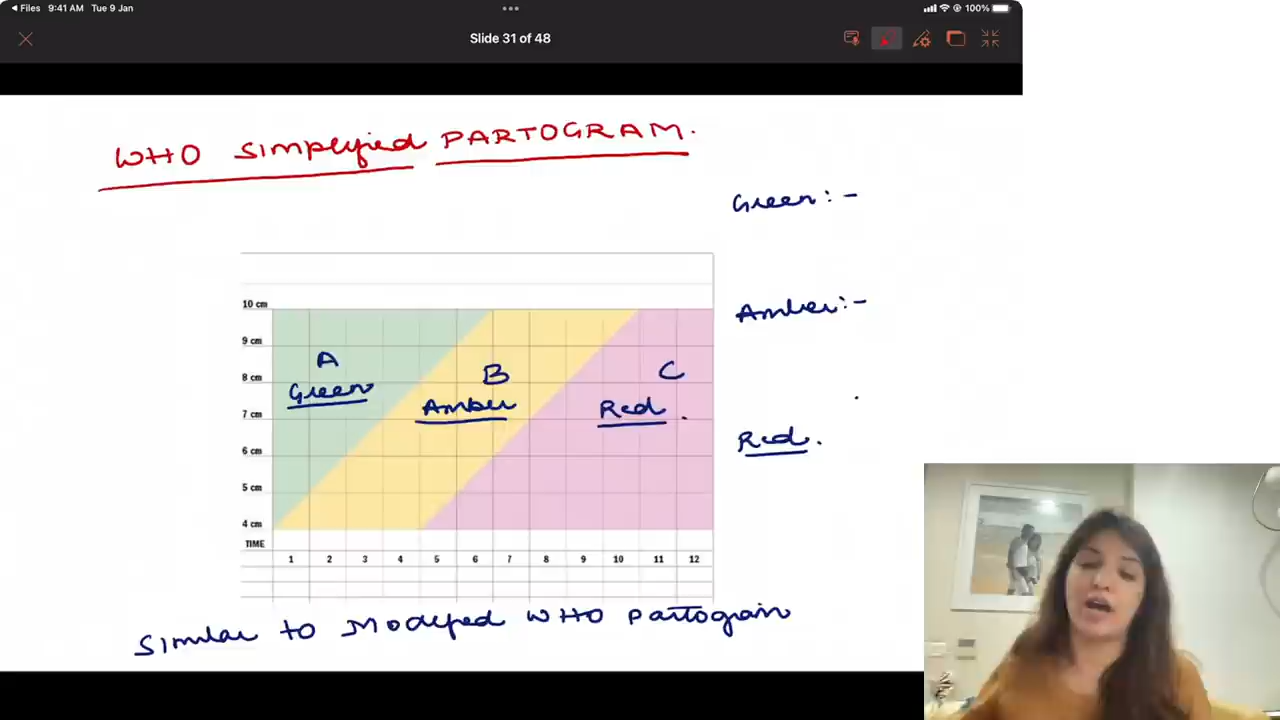 Files 9:41 AM Tue 9 Jan
100%
Slide 31 of 48
WHO Simplified PARTOGRAM.
Green:-
Amber:-
Red.
10 cm
9 cm
8 cm
7 cm
6 cm
5 cm
4 cm
A
Green
B
Amber
C
Red.
TIME
1 2 3 4 5 6 7 8 9 10 11 12
Similar to Modified WHO Partogram